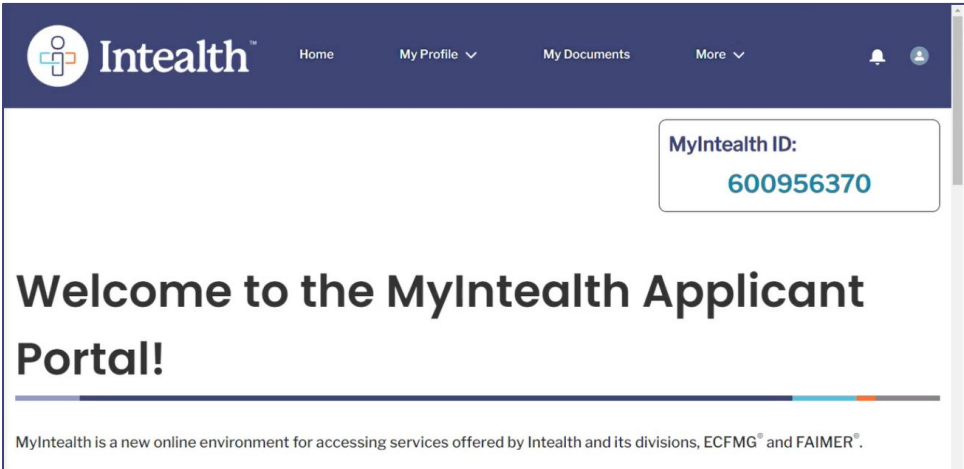 Intealth™
Home My Profile My Documents More
MyIntealth ID:
600956370
Welcome to the MyIntealth Applicant
Portal!
MyIntealth is a new online environment for accessing services offered by Intealth and its divisions, ECFMG® and FAIMER®.